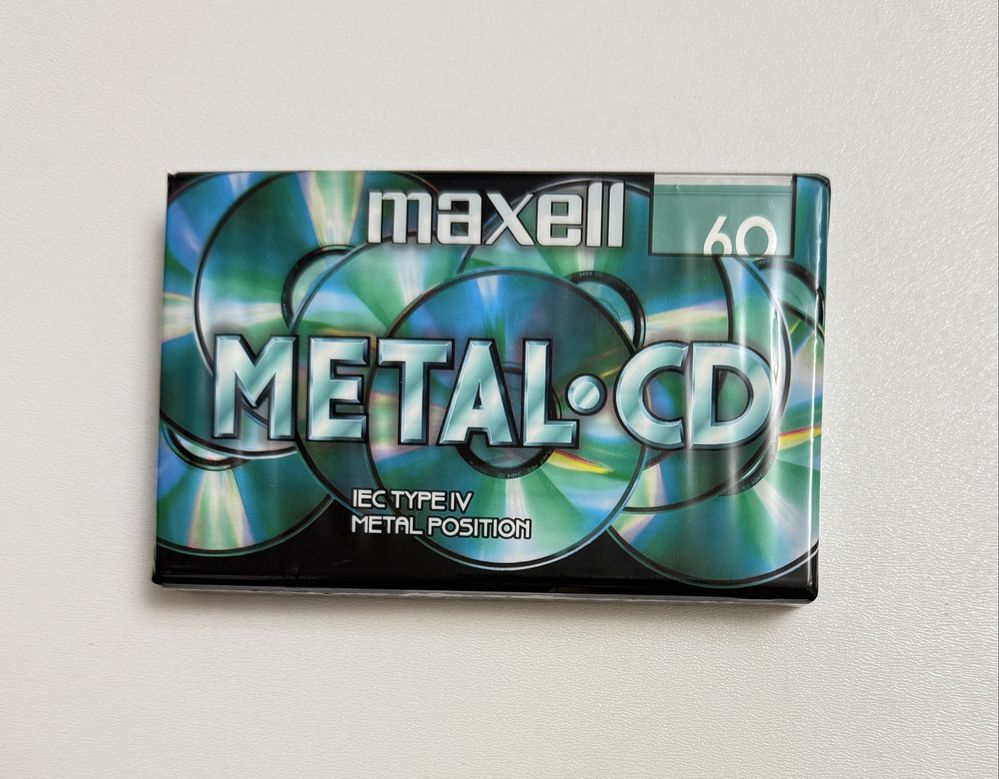 maxell
60
METAL·CD
IEC TYPE IV
METAL POSITION